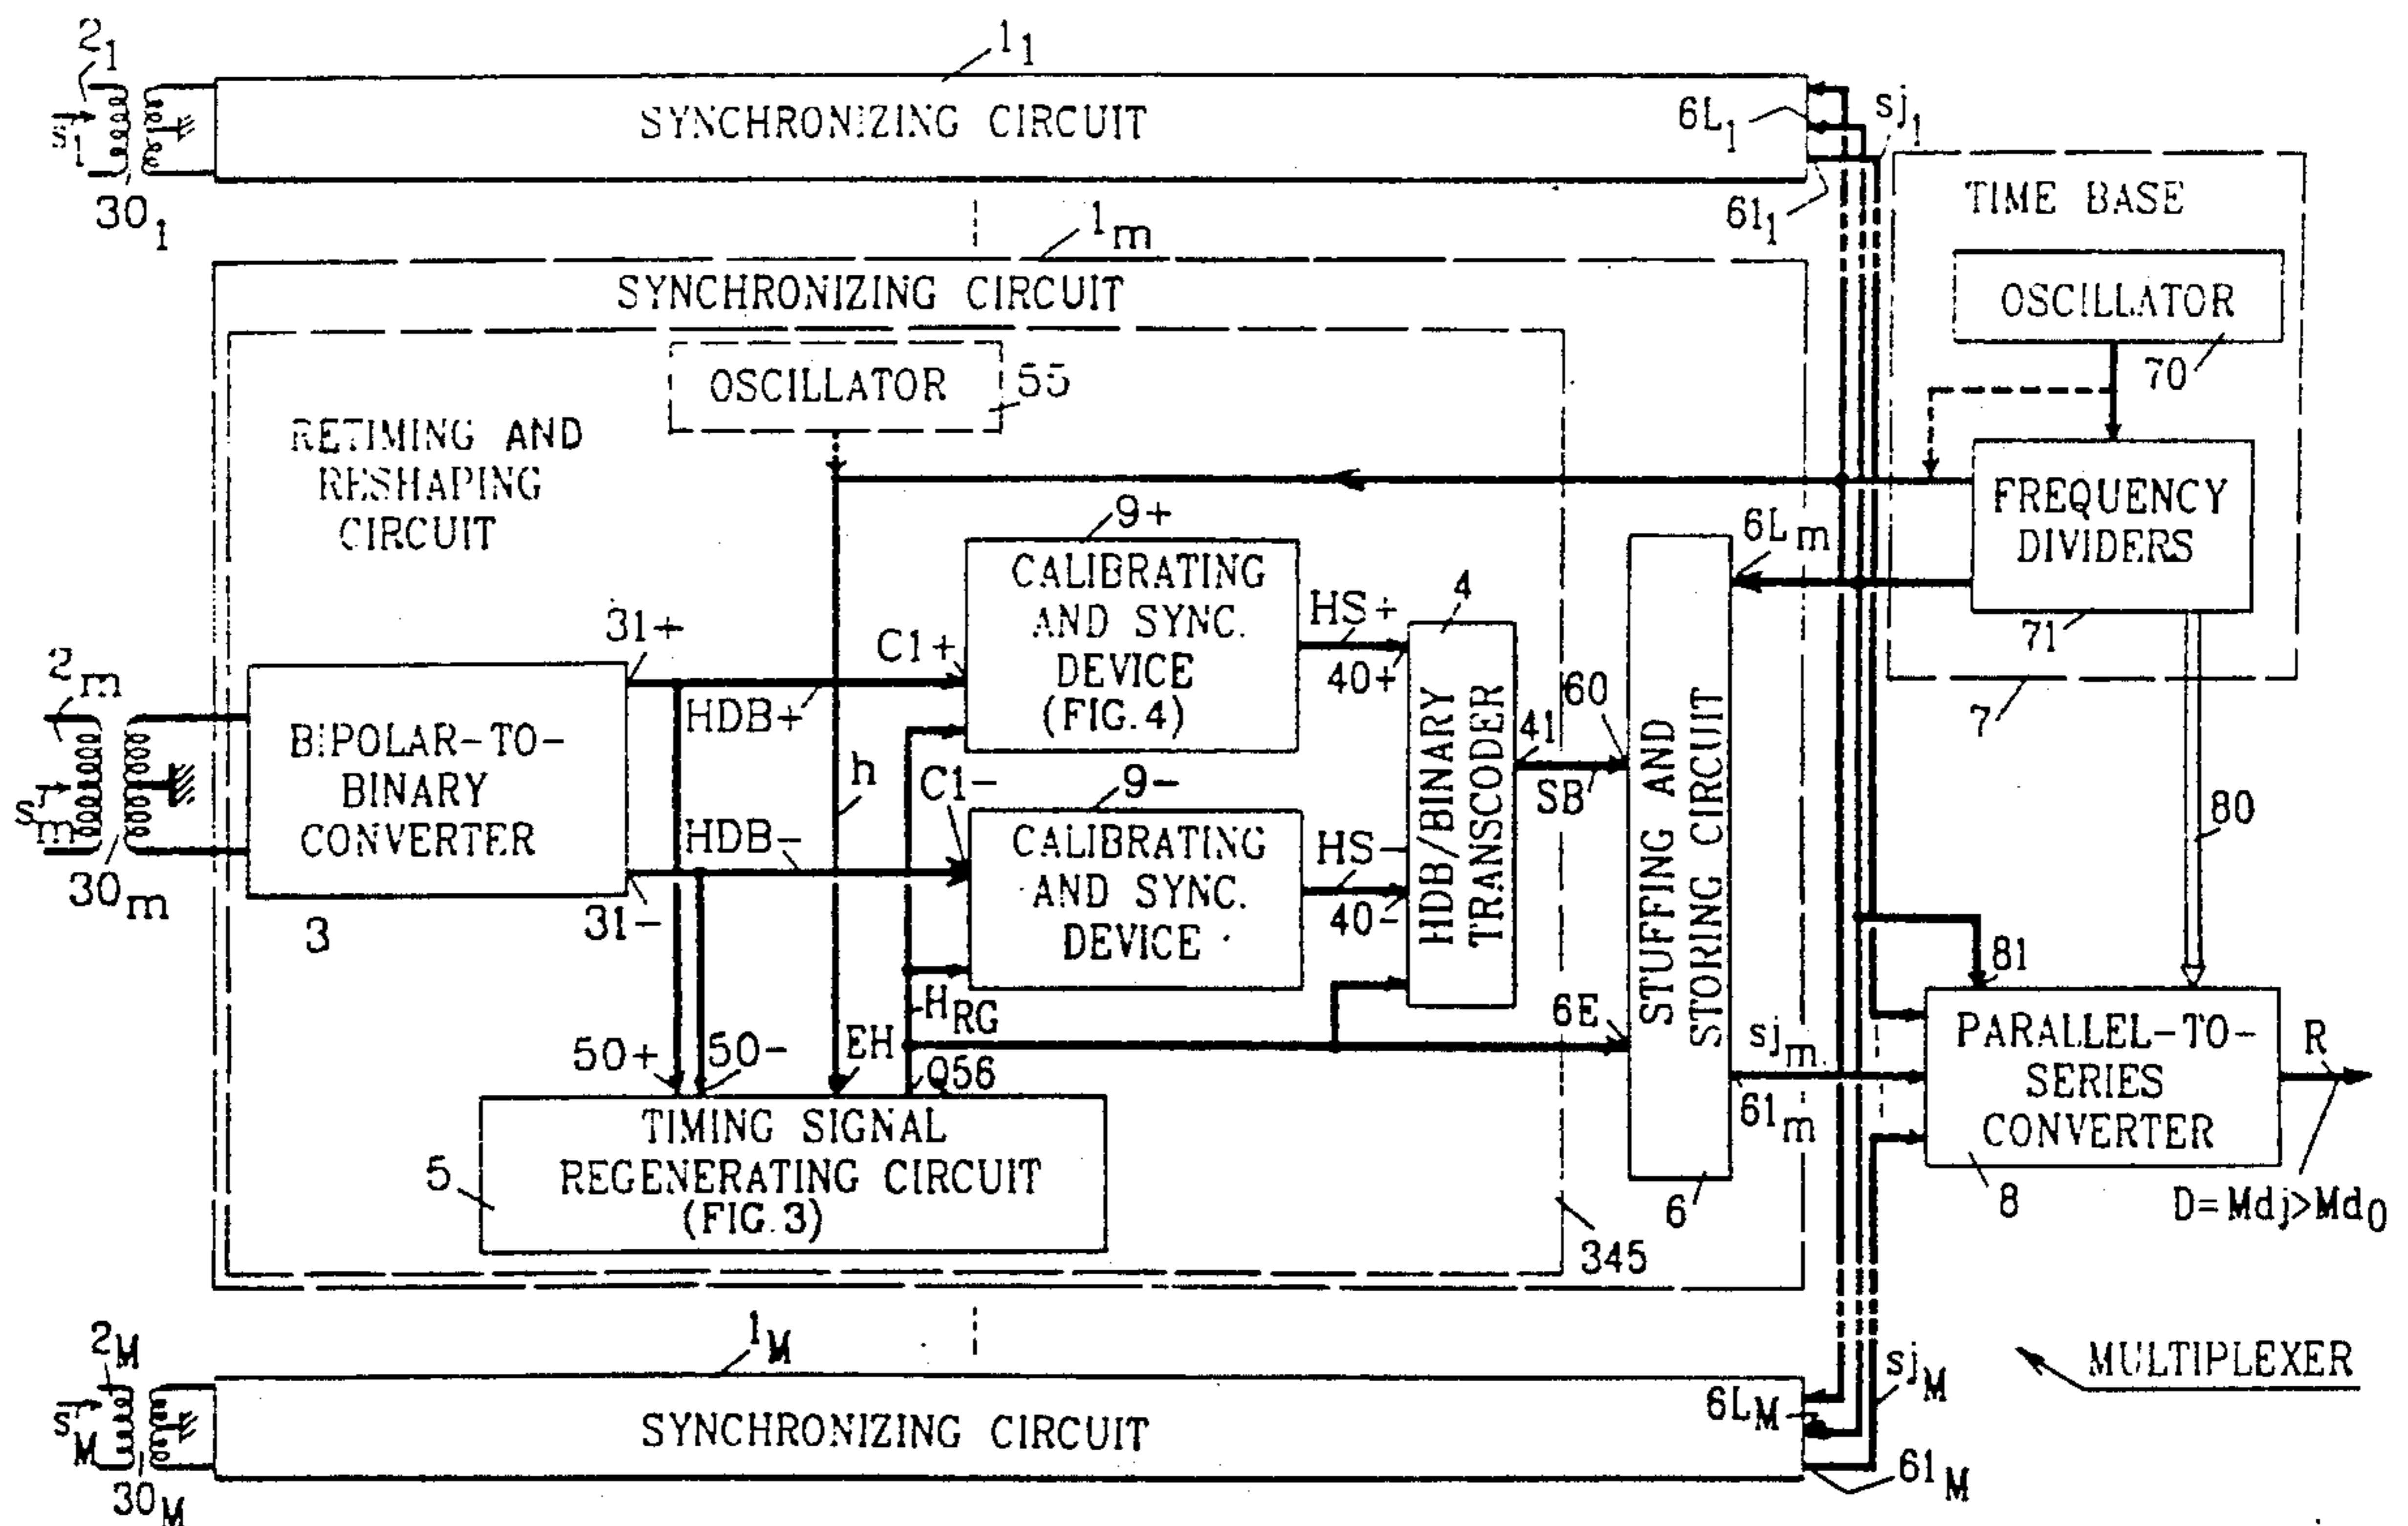 2₁
s₁
30₁
1₁
SYNCHRONIZING CIRCUIT
6L₁
sj₁
61₁
TIME BASE
OSCILLATOR
70
FREQUENCY
DIVIDERS
71
7
80
1m
SYNCHRONIZING CIRCUIT
OSCILLATOR
55
RETIMING AND
RESHAPING
CIRCUIT
2m
sm
30m
BIPOLAR-TO-
BINARY
CONVERTER
3
31+
HDB+
31-
HDB-
C1+
C1-
h
9+
CALIBRATING
AND SYNC.
DEVICE
(FIG. 4)
9-
CALIBRATING
AND SYNC.
DEVICE
HS+
40+
HS-
40-
4
HDB/BINARY
TRANSCODER
41
SB
60
6Lm
STUFFING AND
STORING CIRCUIT
6E
6
sjm
61m
50+
50-
EH
HRG
Q56
5
TIMING SIGNAL
REGENERATING CIRCUIT
(FIG. 3)
345
81
PARALLEL-TO-
SERIES
CONVERTER
8
R
D=Mdj>Md₀
2M
sM
30M
1M
SYNCHRONIZING CIRCUIT
6LM
sjM
61M
MULTIPLEXER